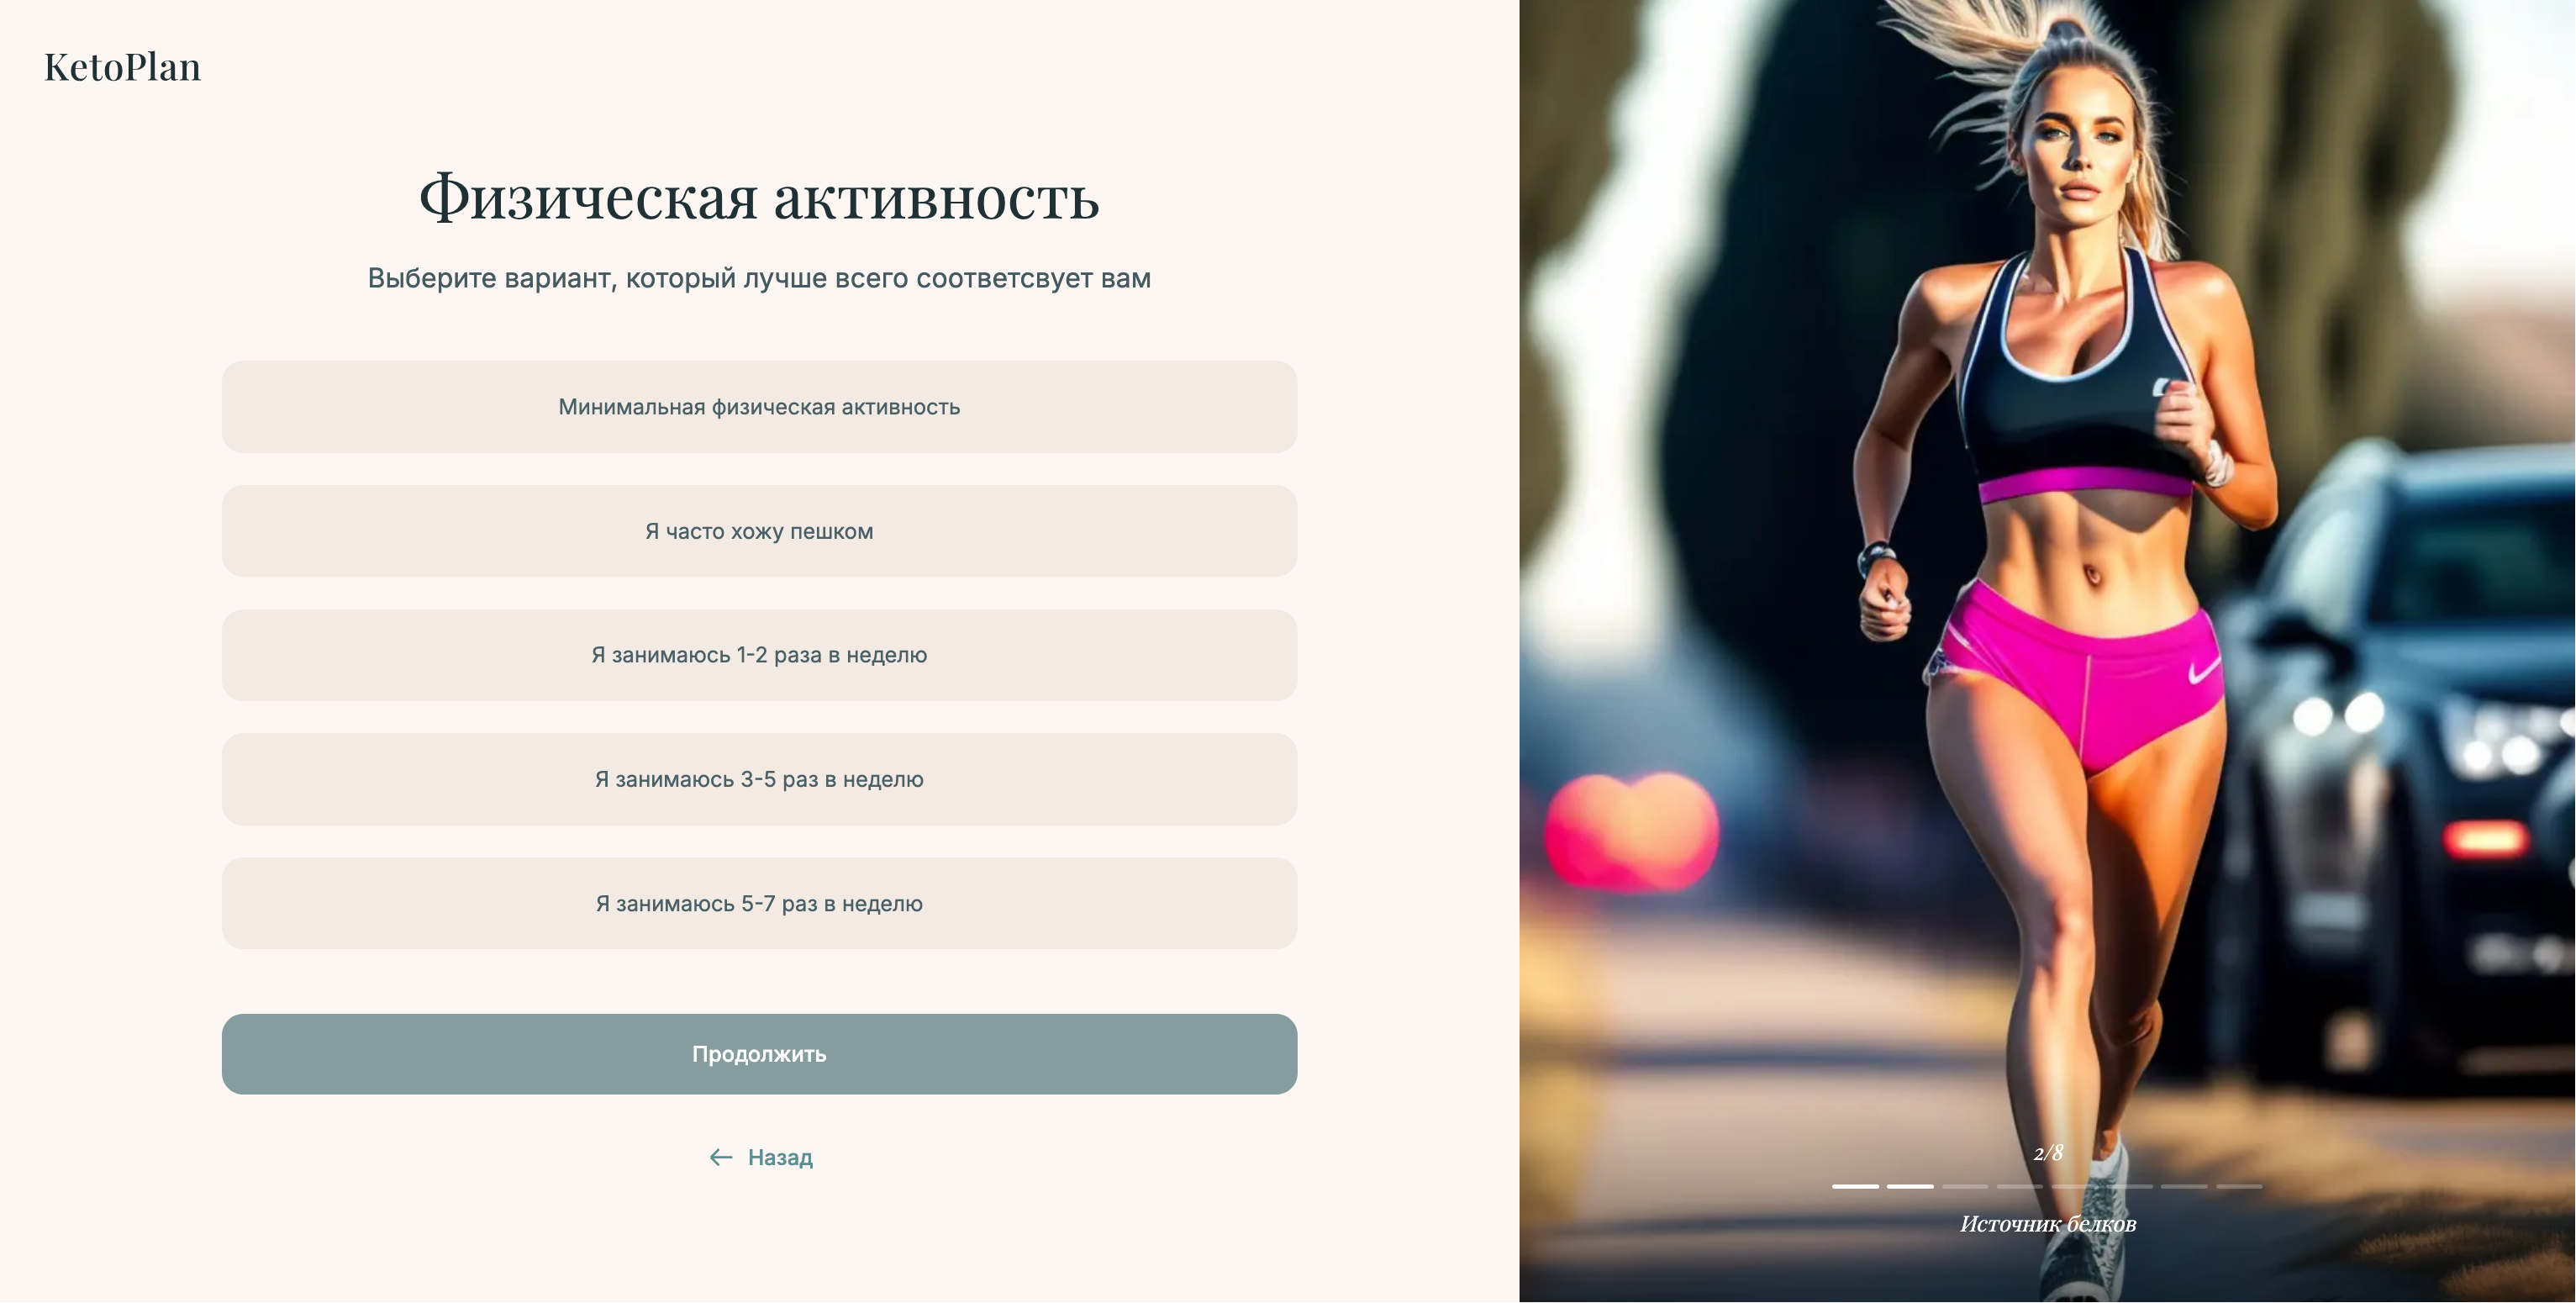 KetoPlan
Физическая активность
Выберите вариант, который лучше всего соответсвует вам
Минимальная физическая активность
Я часто хожу пешком
Я занимаюсь 1-2 раза в неделю
Я занимаюсь 3-5 раз в неделю
Я занимаюсь 5-7 раз в неделю
Продолжить
← Назад
2/8
Источник белков